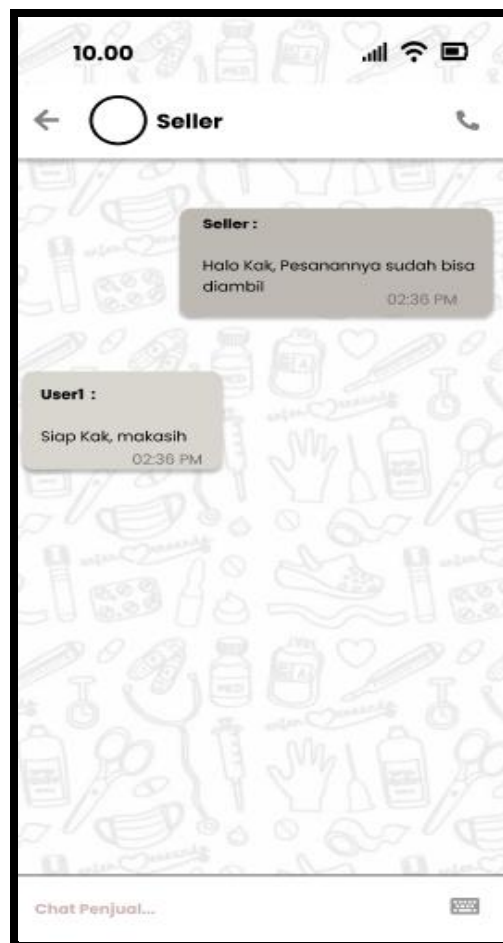 10.00
Seller
Seller :
Halo Kak, Pesanannya sudah bisa
diambil
02:36 PM
User1 :
Siap Kak, makasih
02:36 PM
Chat Penjual...